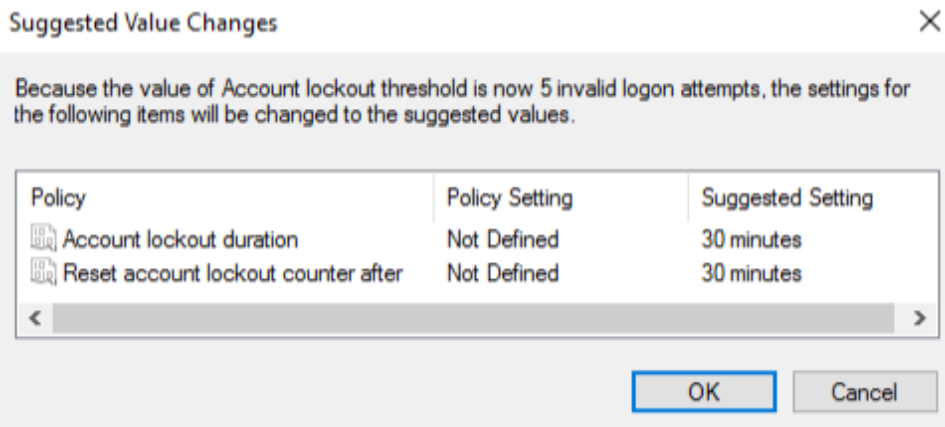 Suggested Value Changes
Because the value of Account lockout threshold is now 5 invalid logon attempts, the settings for
the following items will be changed to the suggested values.
Policy Policy Setting Suggested Setting
Account lockout duration Not Defined 30 minutes
Reset account lockout counter after Not Defined 30 minutes
OK Cancel